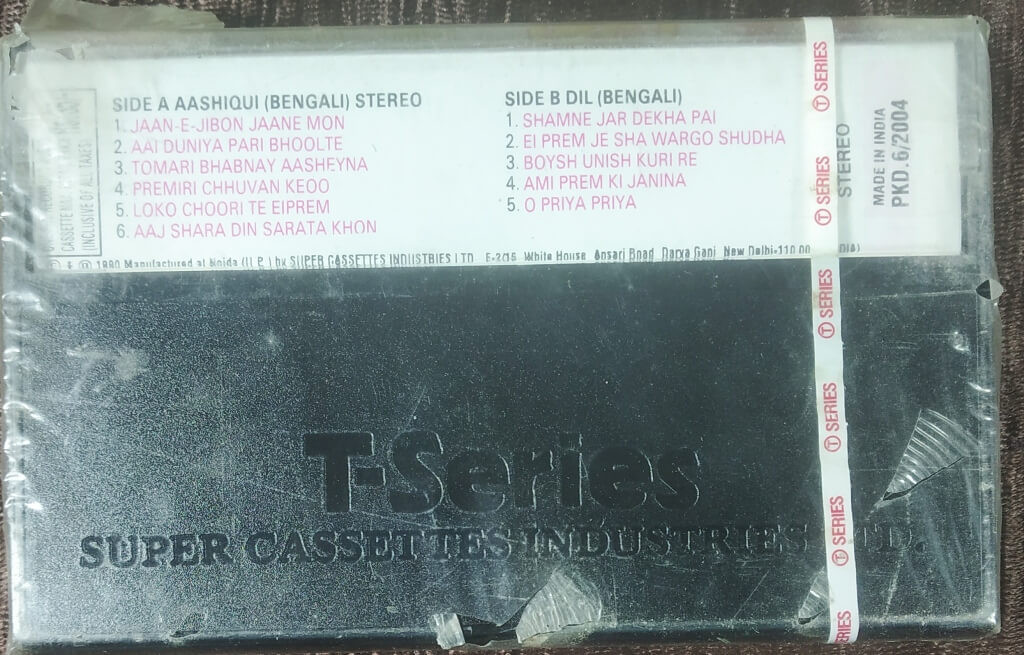 SIDE A AASHIQUI (BENGALI) STEREO
1. JAAN-E-JIBON JAANE MON
2. AAI DUNIYA PARI BHOOLTE
3. TOMARI BHABNAY AASHEYNA
4. PREMIRI CHHUVAN KEOO
5. LOKO CHOORI TE EIPREM
6. AAJ SHARA DIN SARATA KHON
SIDE B DIL (BENGALI)
1. SHAMNE JAR DEKHA PAI
2. EI PREM JE SHA WARGO SHUDHA
3. BOYSH UNISH KURI RE
4. AMI PREM KI JANINA
5. O PRIYA PRIYA
STEREO
MADE IN INDIA
PKD.6/2004
(INCLUSIVE OF ALL TAXES)
℗ + © 1990 Manufactured at Noida (U.P.) by SUPER CASSETTES INDUSTRIES LTD. E-2/15, White House, Ansari Road, Darya Ganj, New Delhi-110 00
T SERIES
T SERIES
T SERIES
T SERIES
T SERIES
SERIES
T-Series
SUPER CASSETTES INDUSTRIES LTD.